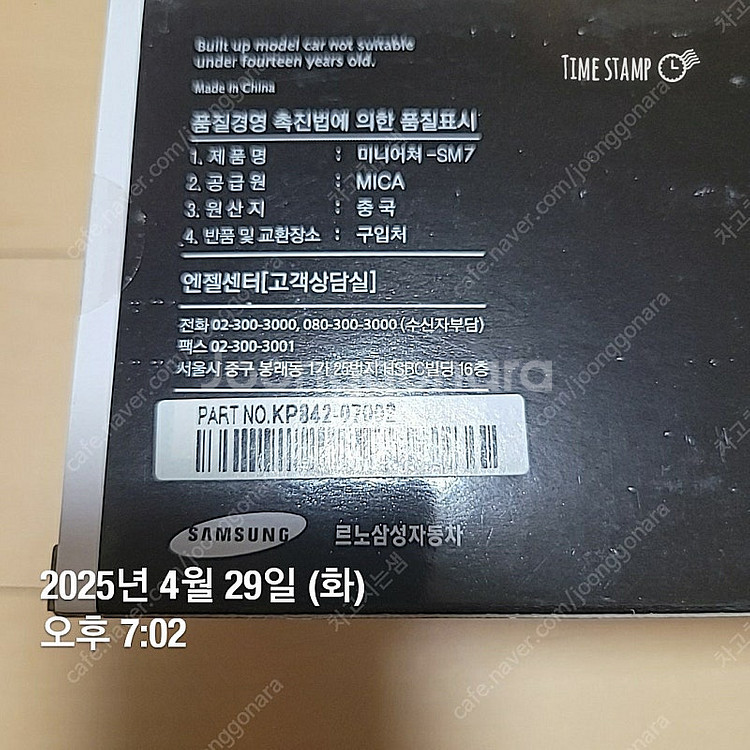 Built up model car not suitable
under fourteen years old.
Made in China
TIME STAMP
품질경영 촉진법에 의한 품질표시
1. 제 품 명 : 미니어쳐 -SM7
2. 공 급 원 : MICA
3. 원 산 지 : 중 국
4. 반품 및 교환장소 : 구입처
엔젤센터[고객상담실]
전화 02-300-3000, 080-300-3000 (수신자부담)
팩스 02-300-3001
서울시 중구 봉래동 1가 25번지 HSBC빌딩 16층
Joonggonara
PART NO.KP842-07092
SAMSUNG 르노삼성자동차
2025년 4월 29일 (화)
오후 7:02
cafe.naver.com/joonggonara